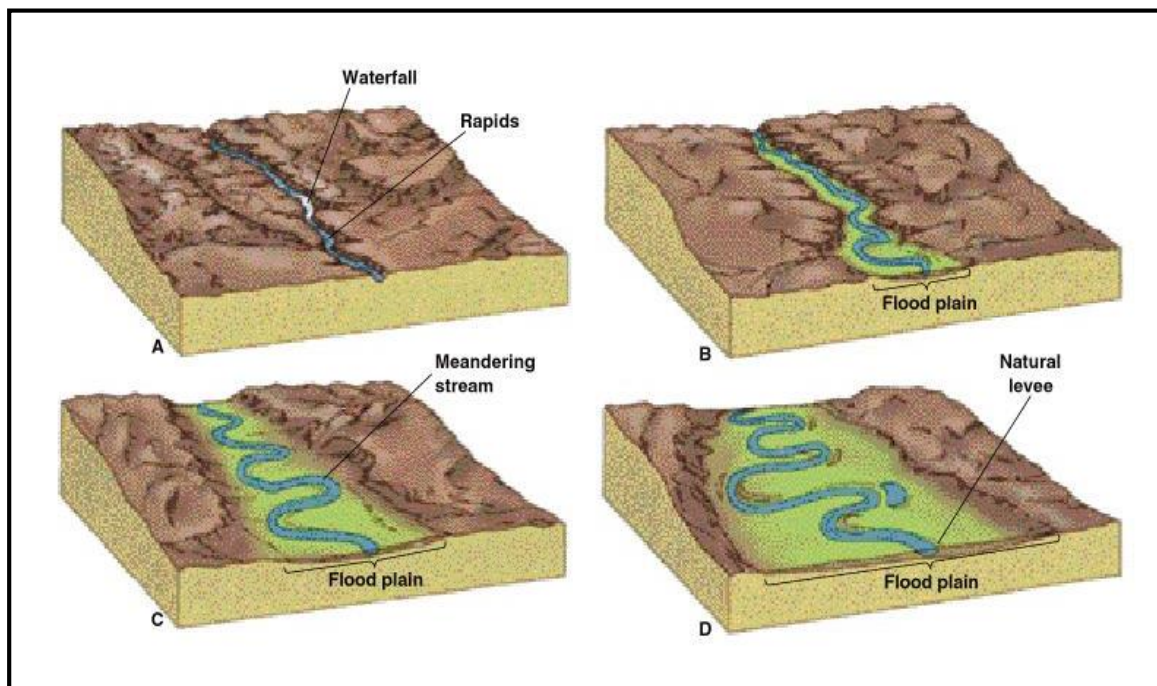 Waterfall
Rapids
A
Flood plain
B
Meandering
stream
Flood plain
C
Natural
levee
Flood plain
D